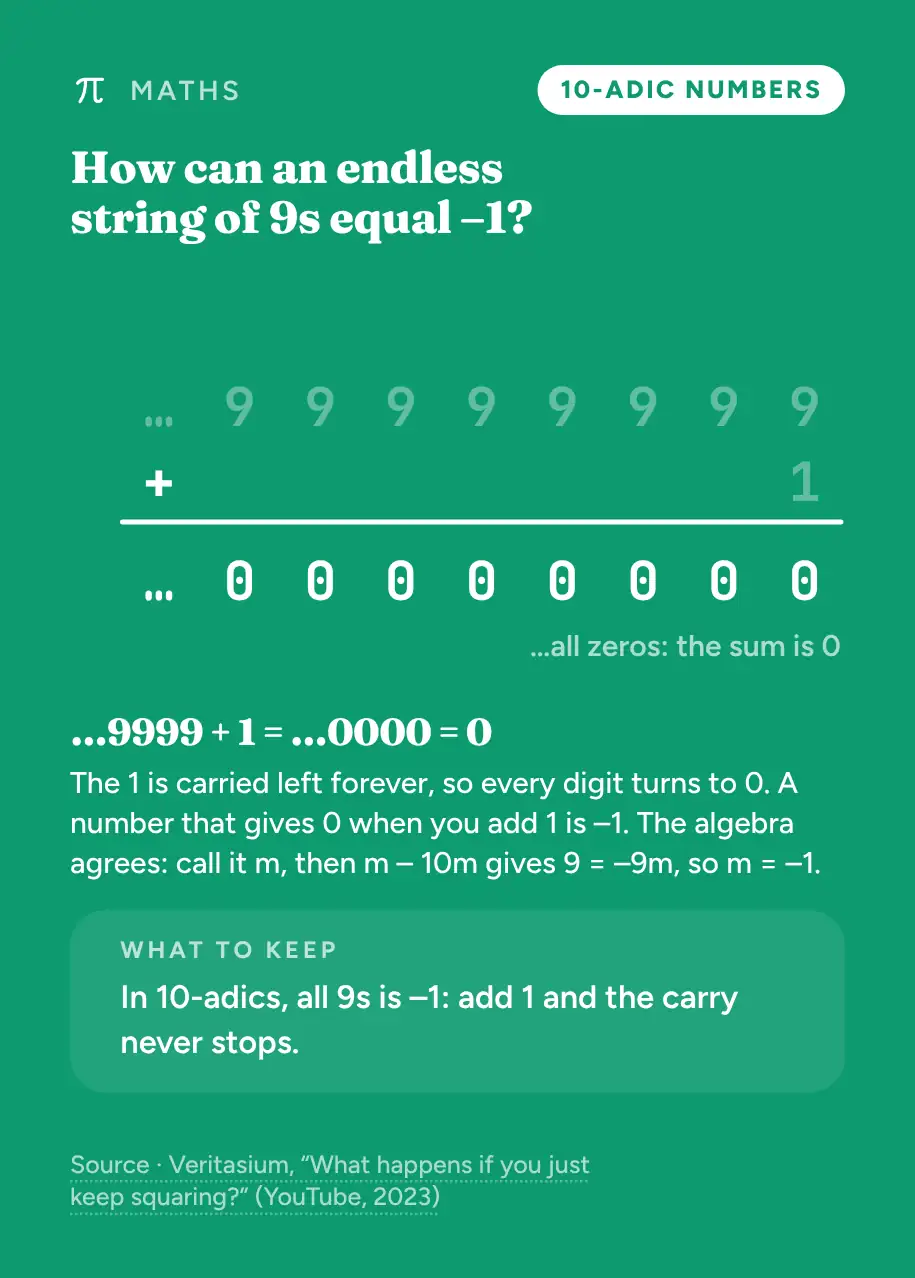 π MATHS
10-ADIC NUMBERS
How can an endless
string of 9s equal –1?
… 9 9 9 9 9 9 9 9
+ 1
… 0 0 0 0 0 0 0 0
…all zeros: the sum is 0
…9999 + 1 = …0000 = 0
The 1 is carried left forever, so every digit turns to 0. A
number that gives 0 when you add 1 is –1. The algebra
agrees: call it m, then m – 10m gives 9 = –9m, so m = –1.
WHAT TO KEEP
In 10-adics, all 9s is –1: add 1 and the carry
never stops.
Source · Veritasium, “What happens if you just
keep squaring?” (YouTube, 2023)